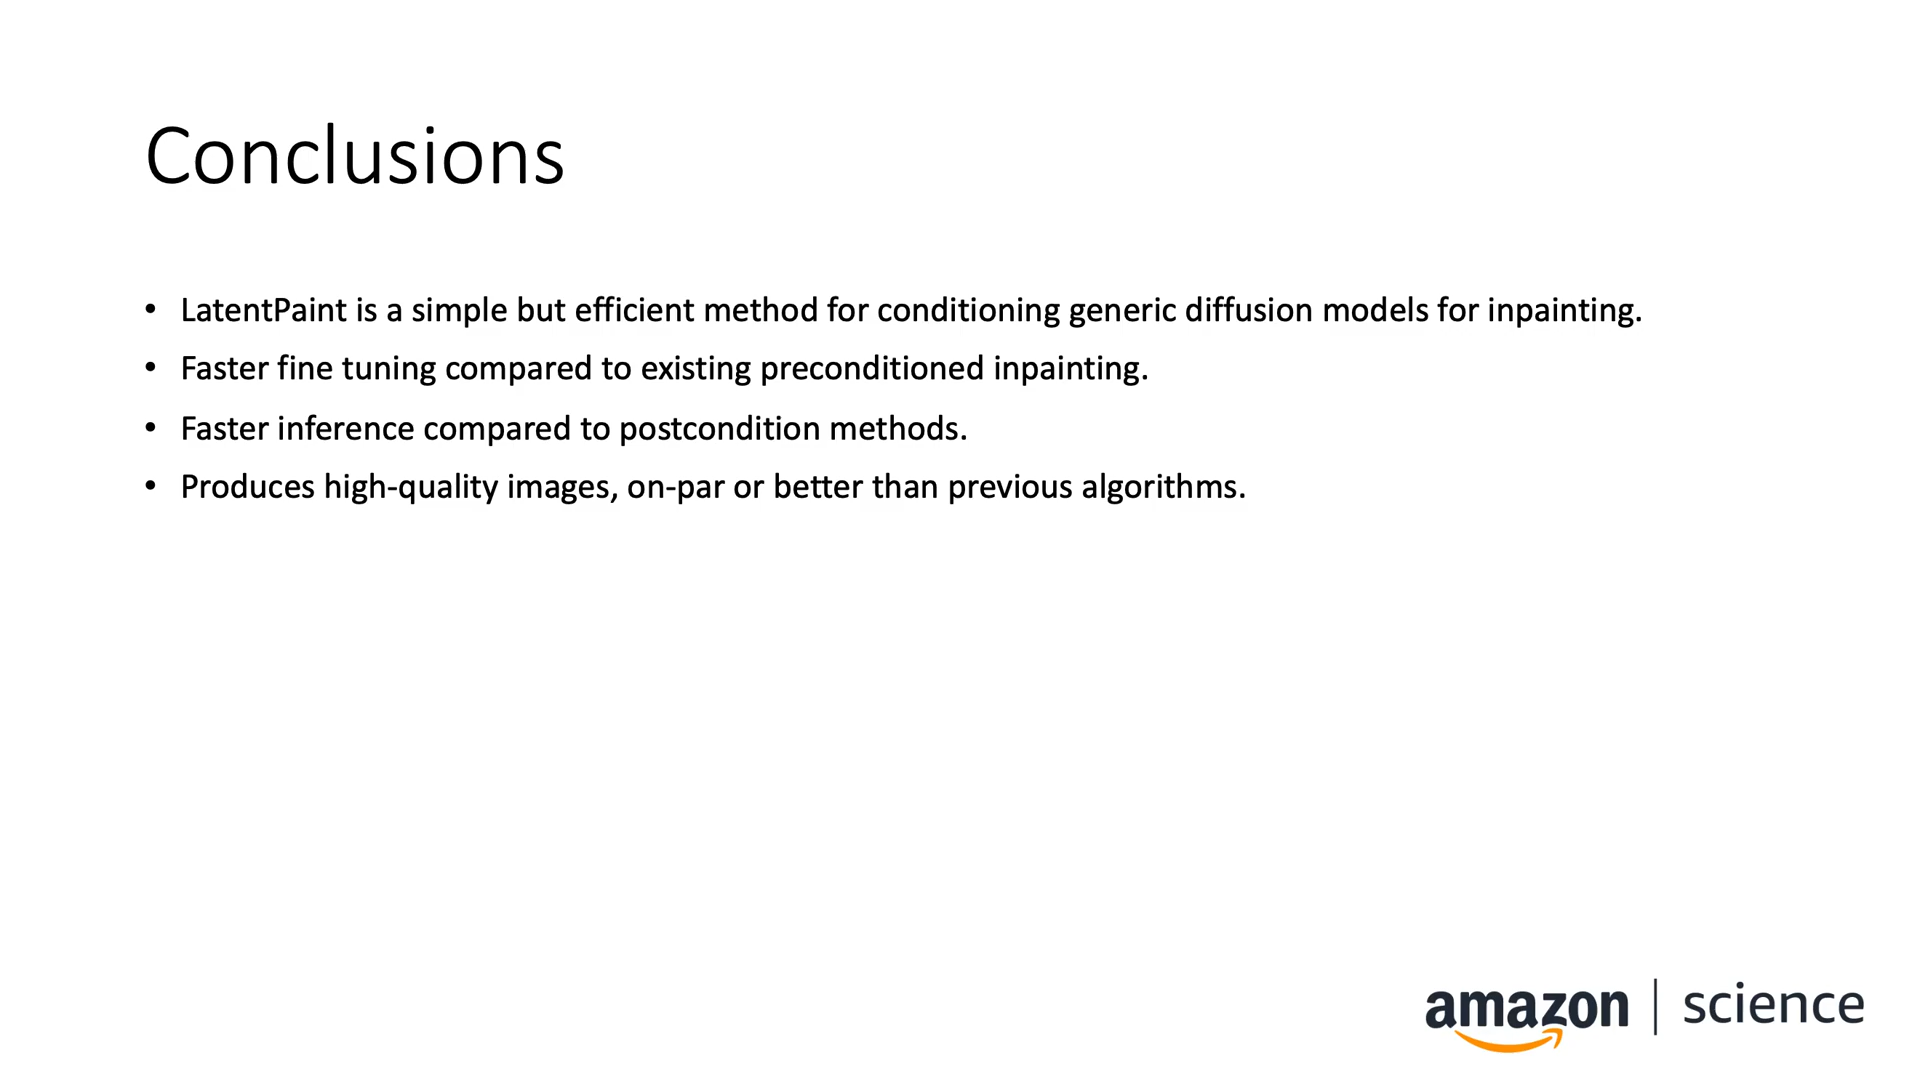 Conclusions
• LatentPaint is a simple but efficient method for conditioning generic diffusion models for inpainting.
• Faster fine tuning compared to existing preconditioned inpainting.
• Faster inference compared to postcondition methods.
• Produces high-quality images, on-par or better than previous algorithms.
amazon | science